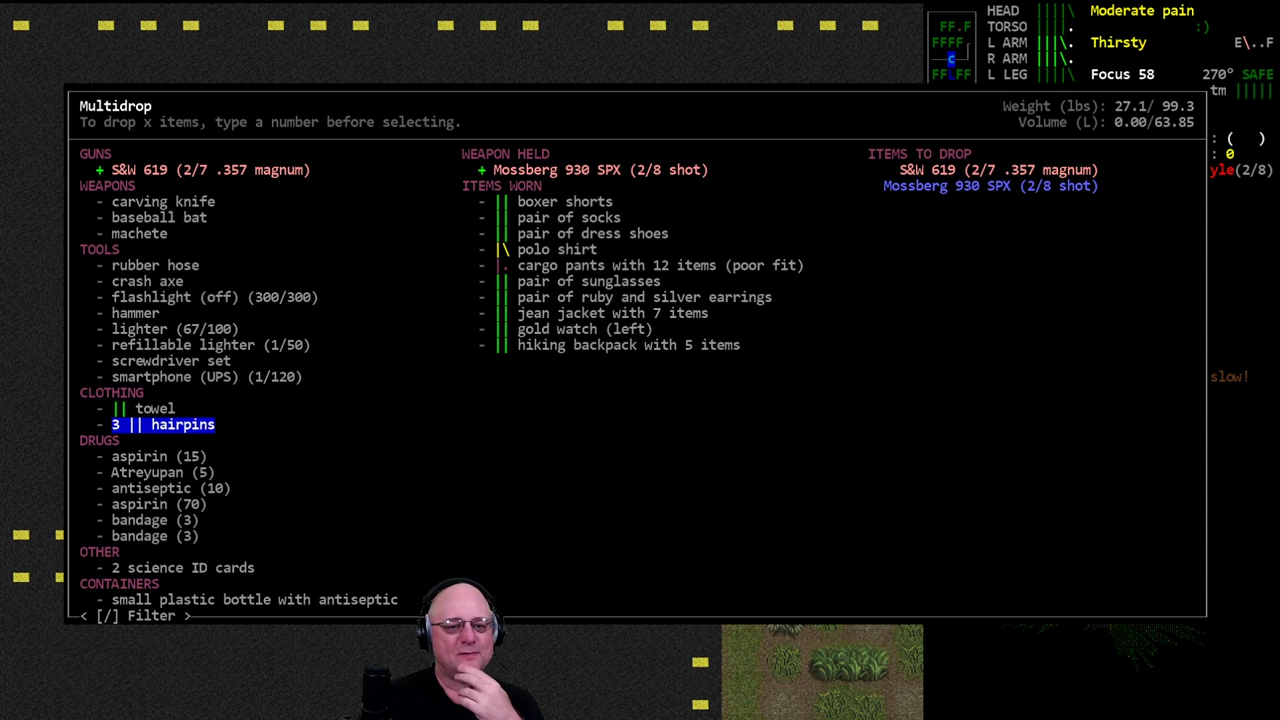 HEAD ||||\ Moderate pain
FF.F TORSO . :)
FFFF L ARM |||\. Thirsty E\..F
c R ARM |||\.
FFLFF L LEG ||||\ Focus 58 270° SAFE
tm |||||
Multidrop Weight (lbs): 27.1/ 99.3
To drop x items, type a number before selecting. Volume (L): 0.00/63.85
: ( )
: 0
yle(2/8)
slow!
GUNS
+ S&W 619 (2/7 .357 magnum)
WEAPONS
- carving knife
- baseball bat
- machete
TOOLS
- rubber hose
- crash axe
- flashlight (off) (300/300)
- hammer
- lighter (67/100)
- refillable lighter (1/50)
- screwdriver set
- smartphone (UPS) (1/120)
CLOTHING
- || towel
- 3 || hairpins
DRUGS
- aspirin (15)
- Atreyupan (5)
- antiseptic (10)
- aspirin (70)
- bandage (3)
- bandage (3)
OTHER
- 2 science ID cards
CONTAINERS
- small plastic bottle with antiseptic
< [/] Filter >
WEAPON HELD
+ Mossberg 930 SPX (2/8 shot)
ITEMS WORN
- || boxer shorts
- || pair of socks
- || pair of dress shoes
- |\ polo shirt
- |. cargo pants with 12 items (poor fit)
- || pair of sunglasses
- || pair of ruby and silver earrings
- || jean jacket with 7 items
- || gold watch (left)
- || hiking backpack with 5 items
ITEMS TO DROP
S&W 619 (2/7 .357 magnum)
Mossberg 930 SPX (2/8 shot)